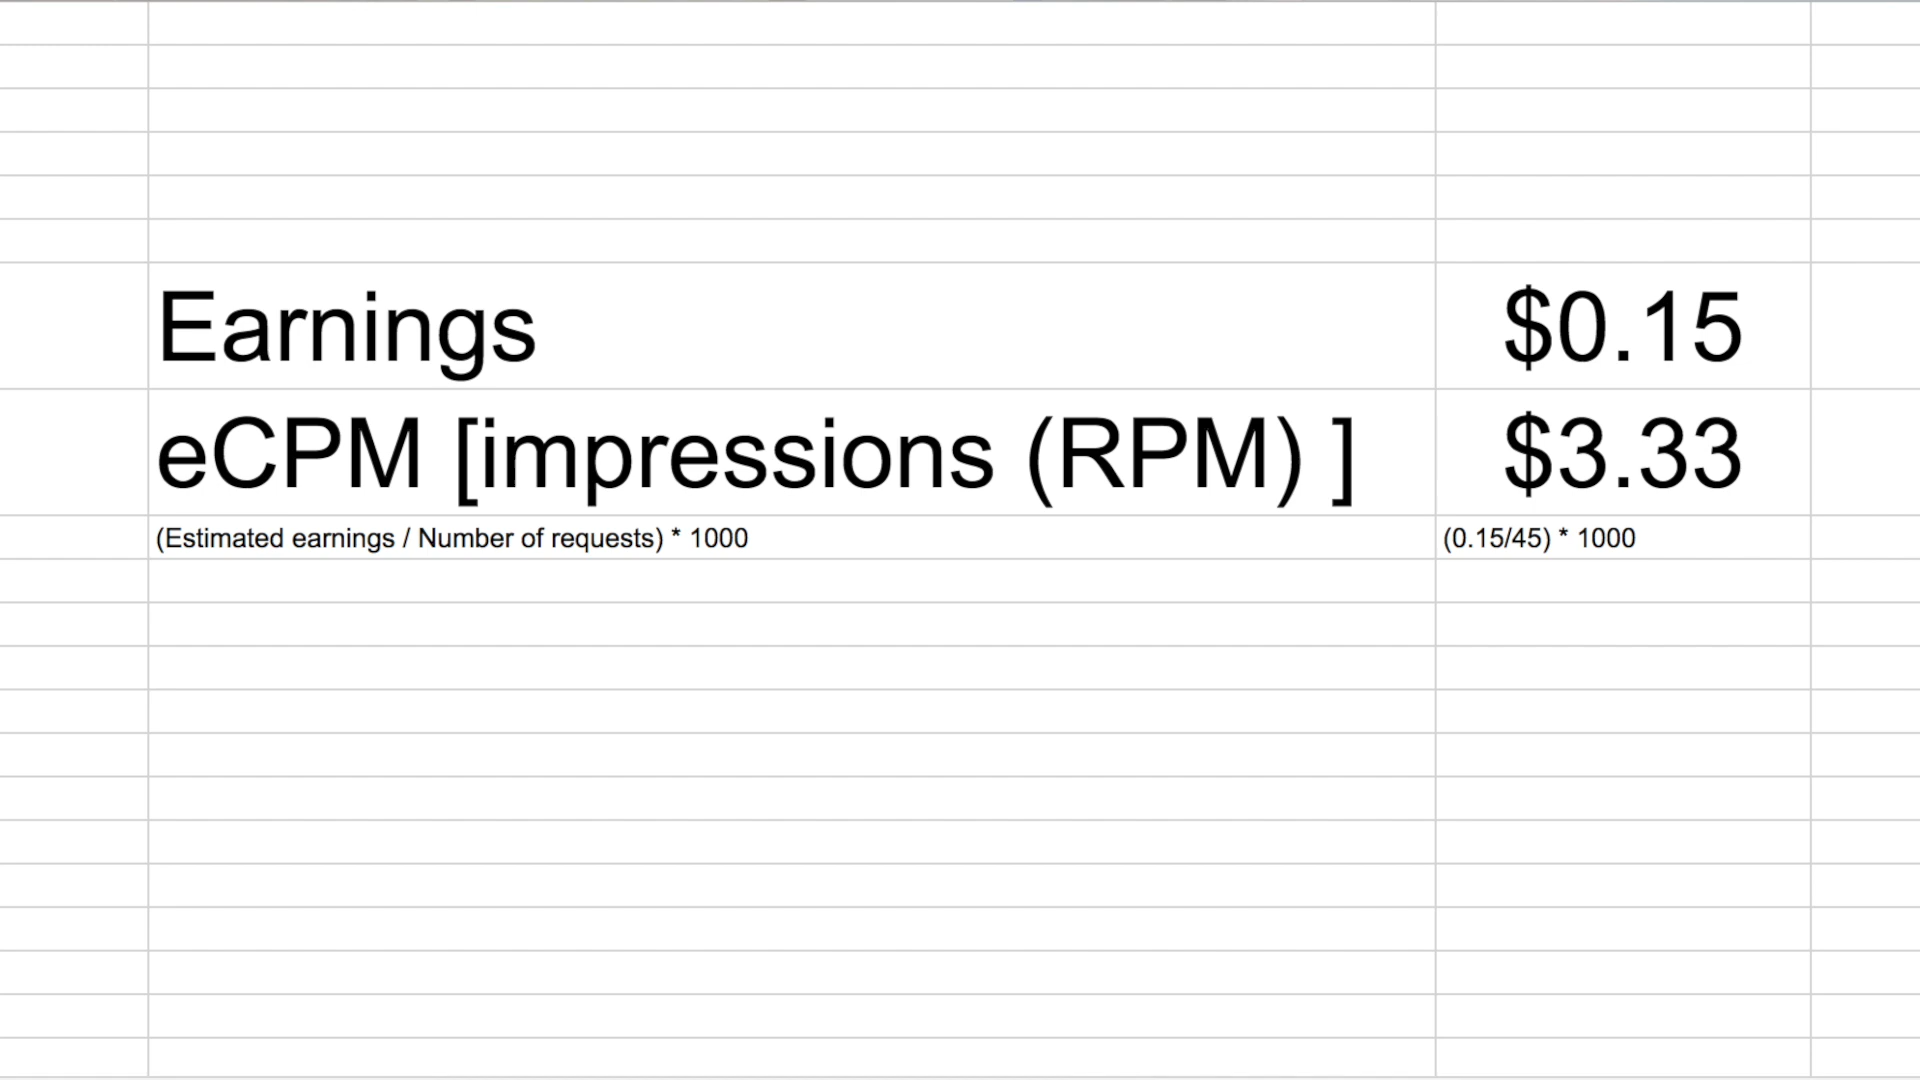 Earnings $0.15
eCPM [impressions (RPM) ] $3.33
(Estimated earnings / Number of requests) * 1000 (0.15/45) * 1000